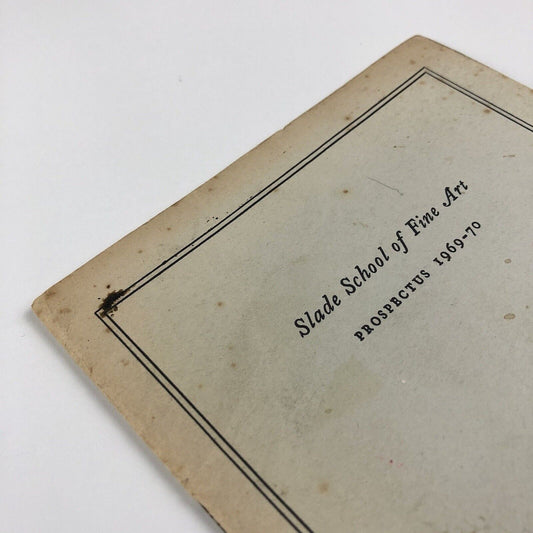 Slade School of Fine Art
PROSPECTUS 1969-70